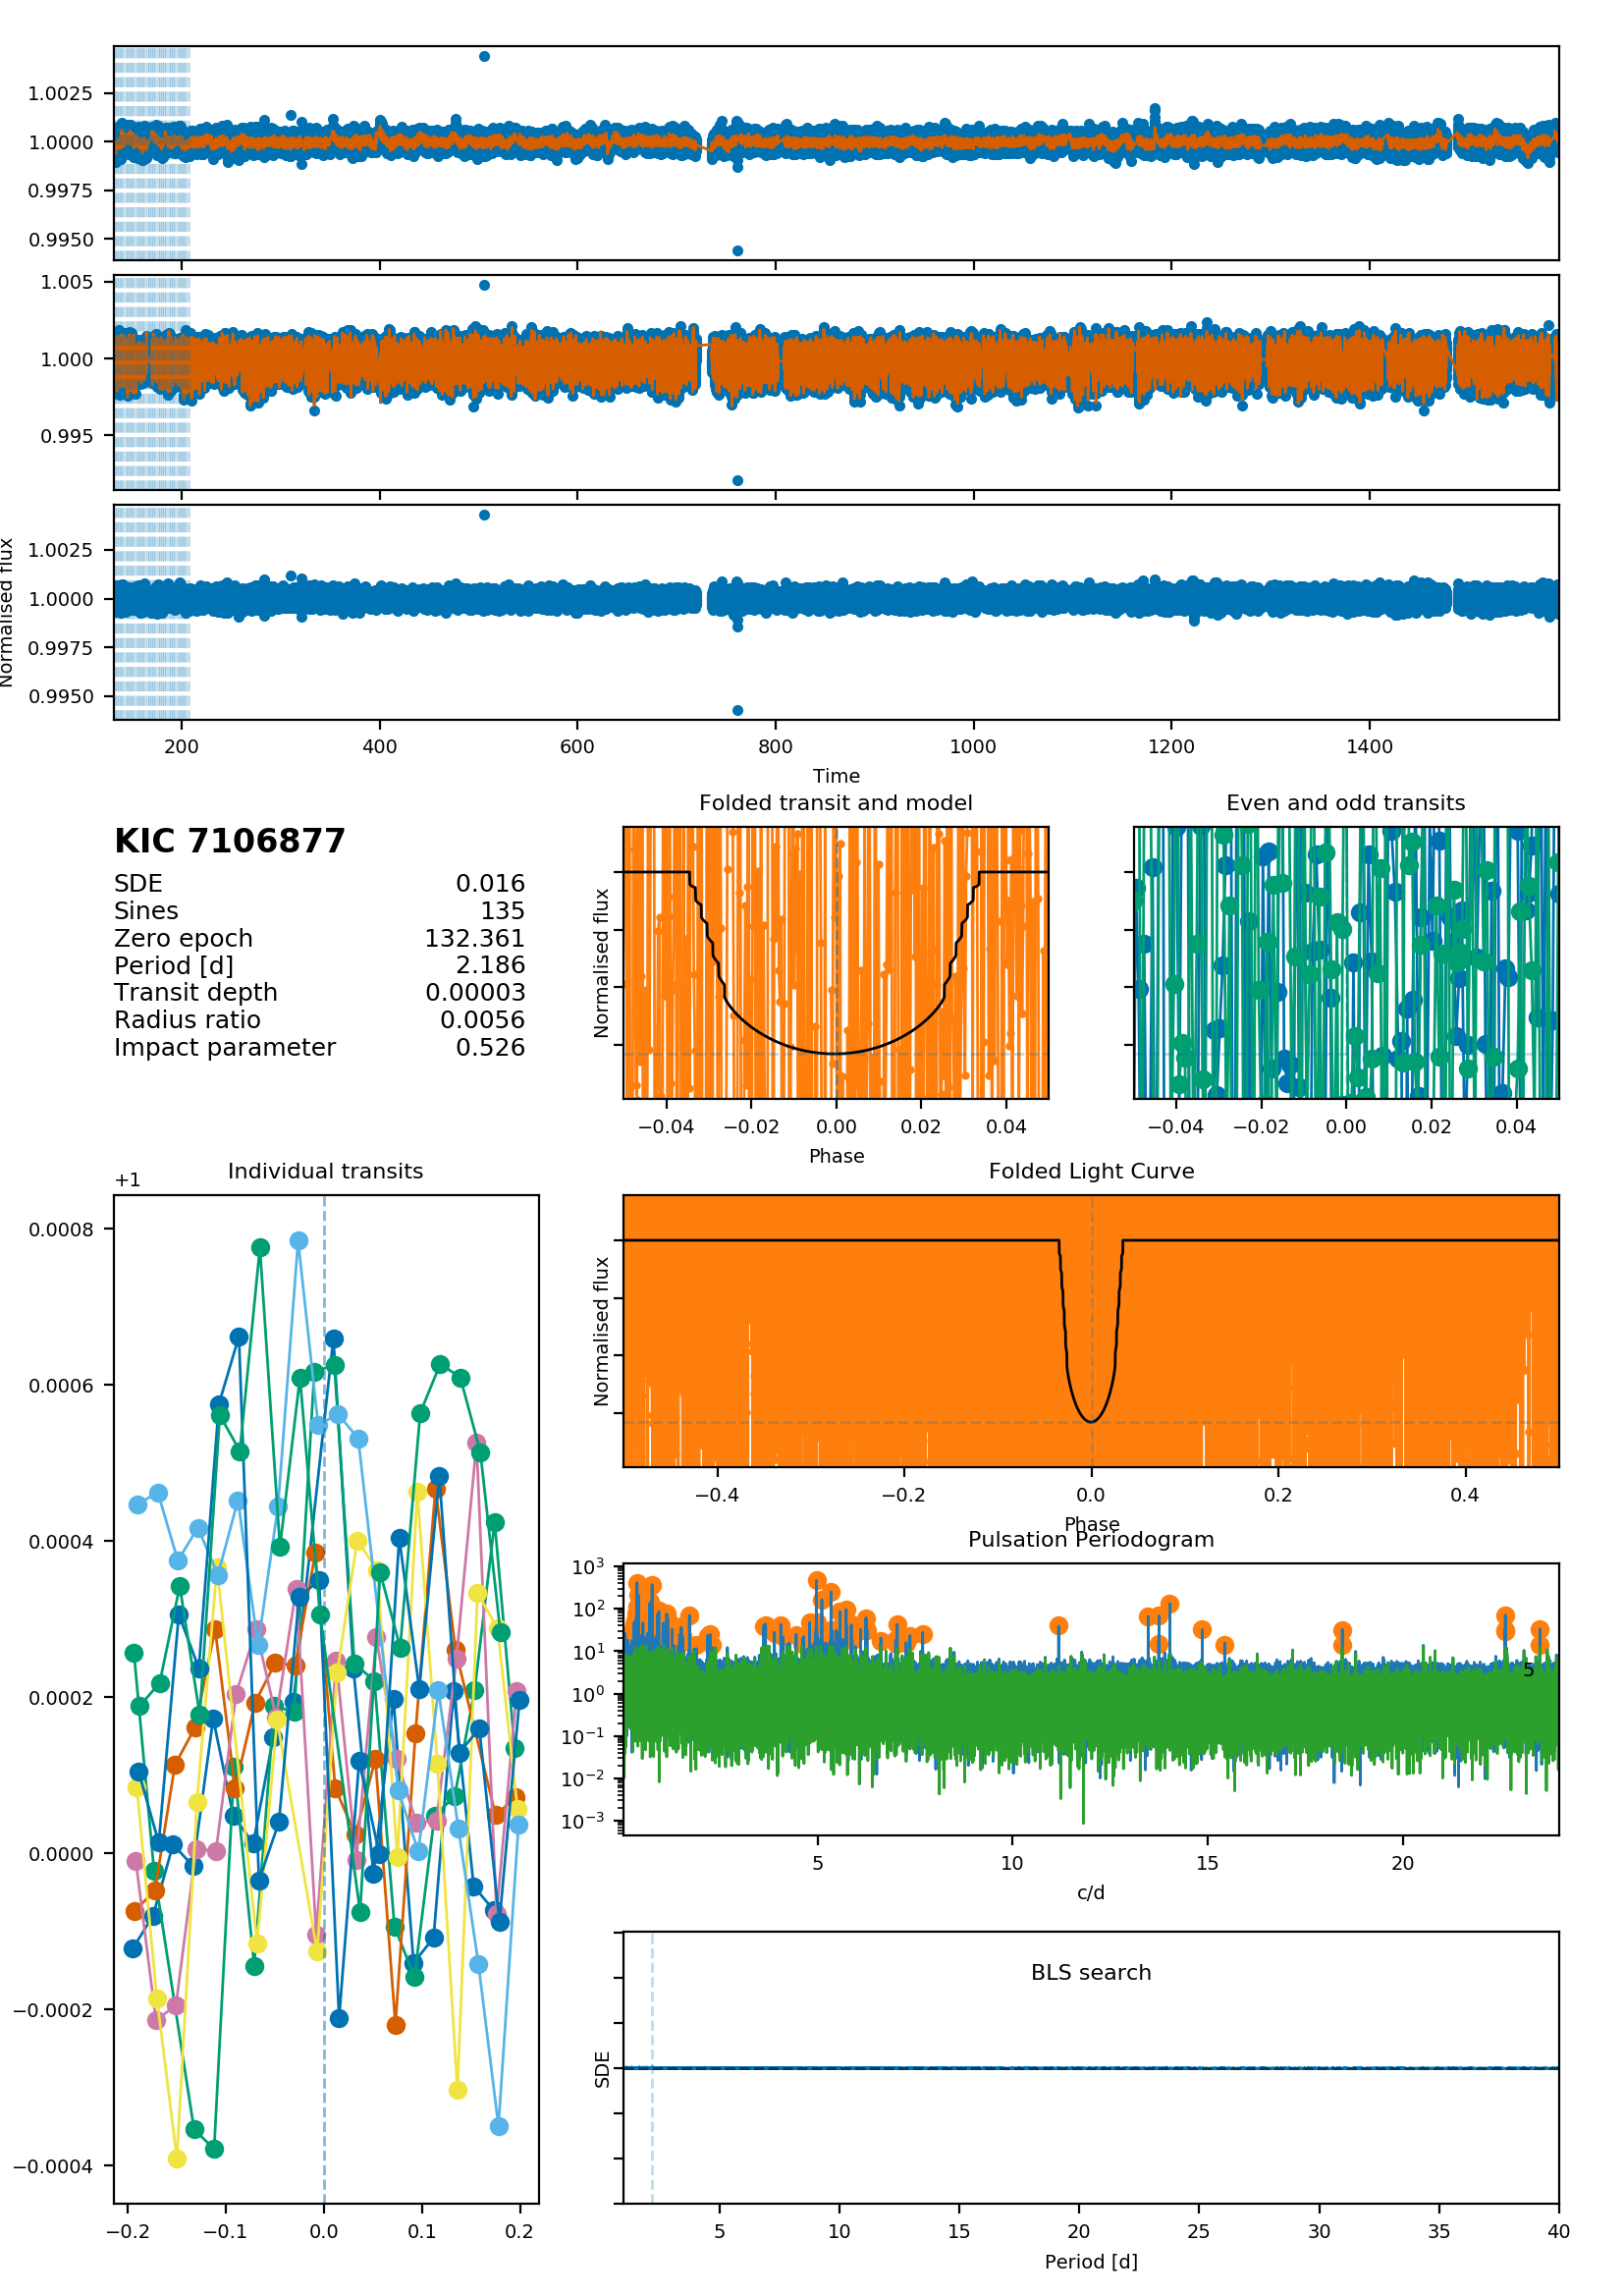 1.0025
1.0000
0.9975
0.9950
1.005
1.000
0.995
Normalised flux
1.0025
1.0000
0.9975
0.9950
200 400 600 800 1000 1200 1400
Time
KIC 7106877
SDE 0.016
Sines 135
Zero epoch 132.361
Period [d] 2.186
Transit depth 0.00003
Radius ratio 0.0056
Impact parameter 0.526
Folded transit and model
Normalised flux
−0.04 −0.02 0.00 0.02 0.04
Phase
Even and odd transits
−0.04 −0.02 0.00 0.02 0.04
Individual transits
+1
0.0008
0.0006
0.0004
0.0002
0.0000
−0.0002
−0.0004
−0.2 −0.1 0.0 0.1 0.2
Folded Light Curve
Normalised flux
−0.4 −0.2 0.0 0.2 0.4
Phase
Pulsation Periodogram
10³
10²
10¹
10⁰
10⁻¹
10⁻²
10⁻³
5
5 10 15 20
c/d
BLS search
SDE
5 10 15 20 25 30 35 40
Period [d]